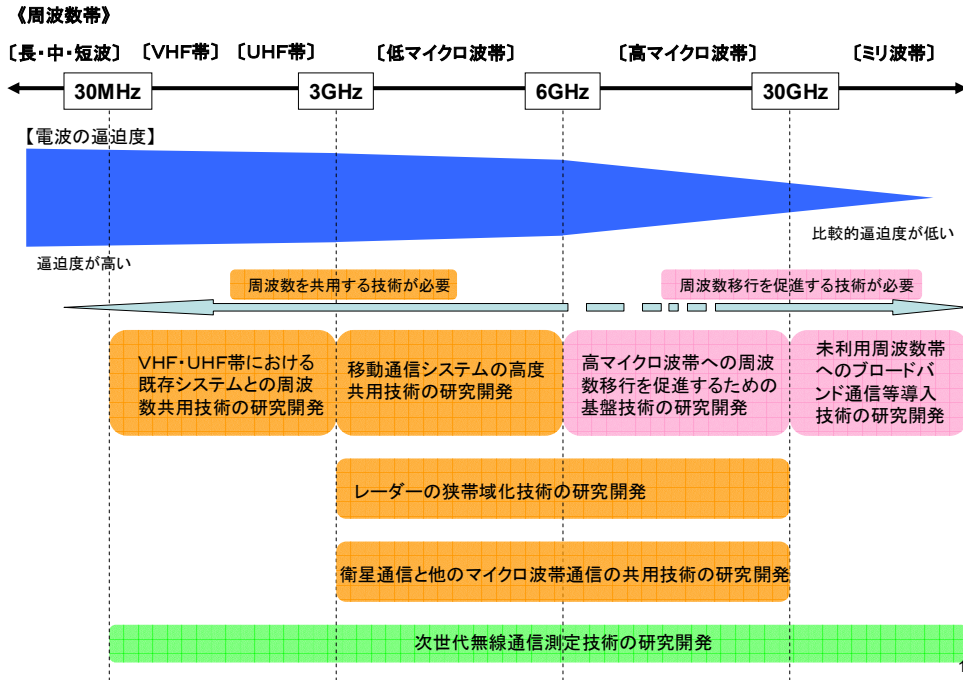 《周波数帯》
〔長・中・短波〕 〔VHF帯〕 〔UHF帯〕 〔低マイクロ波帯〕 〔高マイクロ波帯〕 〔ミリ波帯〕
30MHz 3GHz 6GHz 30GHz
【電波の逼迫度】
比較的逼迫度が低い
逼迫度が高い
周波数を共用する技術が必要 周波数移行を促進する技術が必要
VHF・UHF帯における
既存システムとの周波
数共用技術の研究開発
移動通信システムの高度
共用技術の研究開発
高マイクロ波帯への周波
数移行を促進するための
基盤技術の研究開発
未利用周波数帯
へのブロードバ
ンド通信等導入
技術の研究開発
レーダーの狭帯域化技術の研究開発
衛星通信と他のマイクロ波帯通信の共用技術の研究開発
次世代無線通信測定技術の研究開発
1